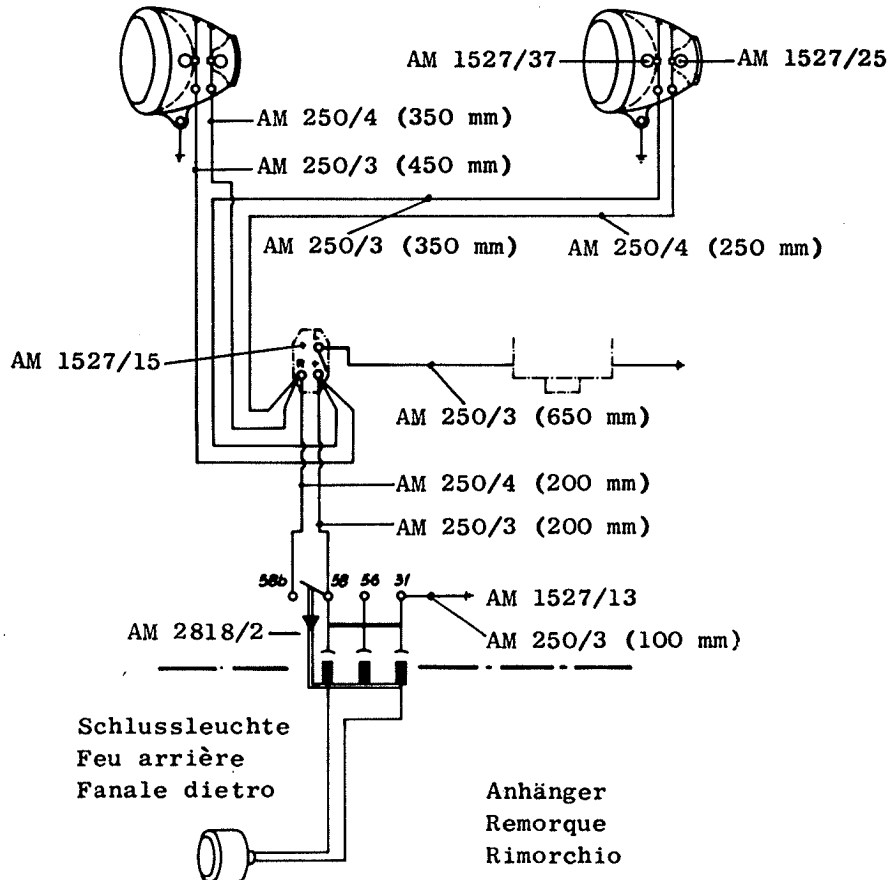 AM 1527/37
AM 1527/25
AM 250/4 (350 mm)
AM 250/3 (450 mm)
AM 250/3 (350 mm)
AM 250/4 (250 mm)
AM 1527/15
AM 250/3 (650 mm)
AM 250/4 (200 mm)
AM 250/3 (200 mm)
58b
58
56
31
AM 1527/13
AM 2818/2
AM 250/3 (100 mm)
Schlussleuchte
Feu arrière
Fanale dietro
Anhänger
Remorque
Rimorchio